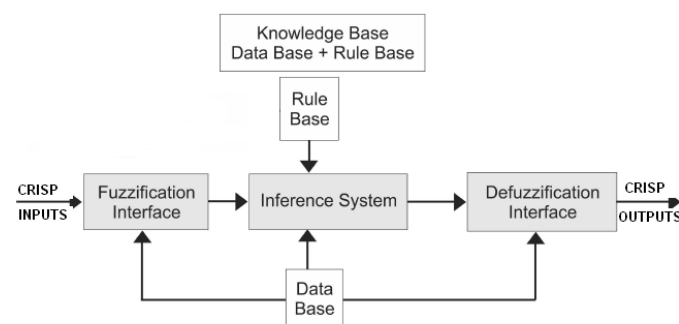 Knowledge Base
Data Base + Rule Base
Rule
Base
CRISP
INPUTS
Fuzzification
Interface
Inference System
Defuzzification
Interface
CRISP
OUTPUTS
Data
Base